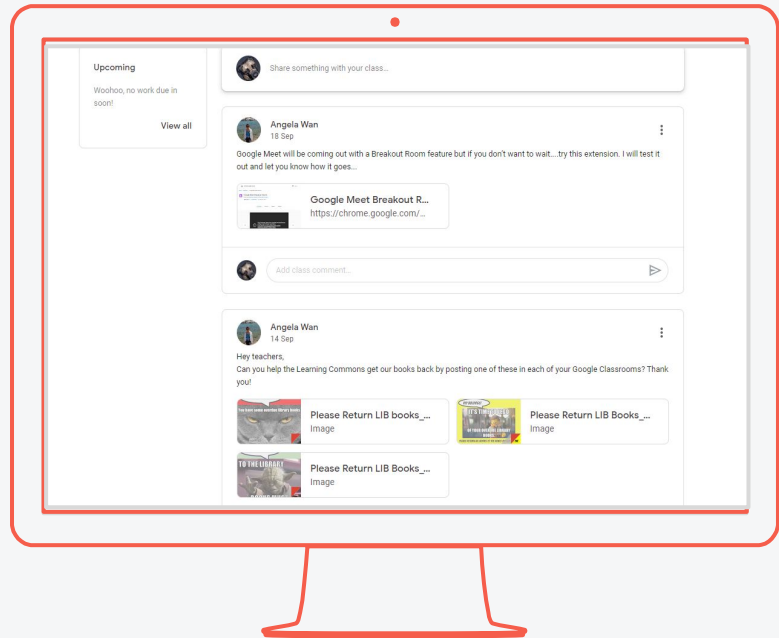 Upcoming
Woohoo, no work due in
soon!
View all
Share something with your class...
Angela Wan
18 Sep
Google Meet will be coming out with a Breakout Room feature but if you don't want to wait....try this extension. I will test it
out and let you know how it goes...
Google Meet Breakout R...
https://chrome.google.com/...
Add class comment...
Angela Wan
14 Sep
Hey teachers,
Can you help the Learning Commons get our books back by posting one of these in each of your Google Classrooms? Thank
you!
Please Return LIB books_...
Image
Please Return LIB Books_...
Image
TO THE LIBRARY
Please Return LIB Books_...
Image